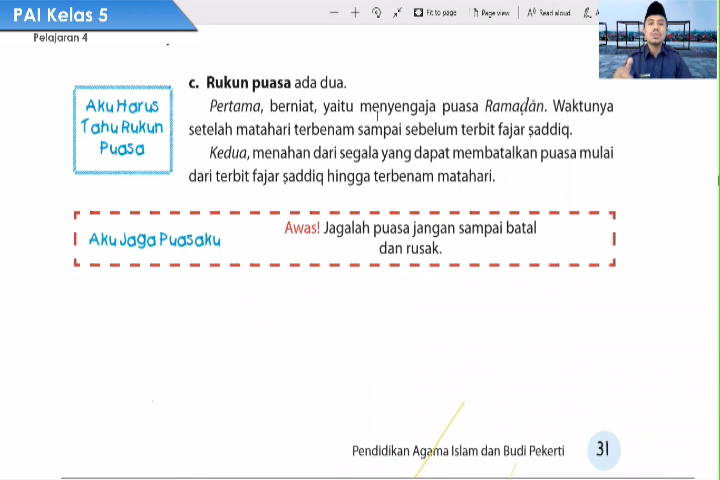 PAI Kelas 5
Fit to page
Page view
Read aloud
Pelajaran 4
c. Rukun puasa ada dua.
Aku Harus
Tahu Rukun
Puasa
Pertama, berniat, yaitu menyengaja puasa Ramaḍān. Waktunya
setelah matahari terbenam sampai sebelum terbit fajar ṣaddiq.
Kedua, menahan dari segala yang dapat membatalkan puasa mulai
dari terbit fajar ṣaddiq hingga terbenam matahari.
Aku Jaga Puasaku
Awas! Jagalah puasa jangan sampai batal
dan rusak.
Pendidikan Agama Islam dan Budi Pekerti 31